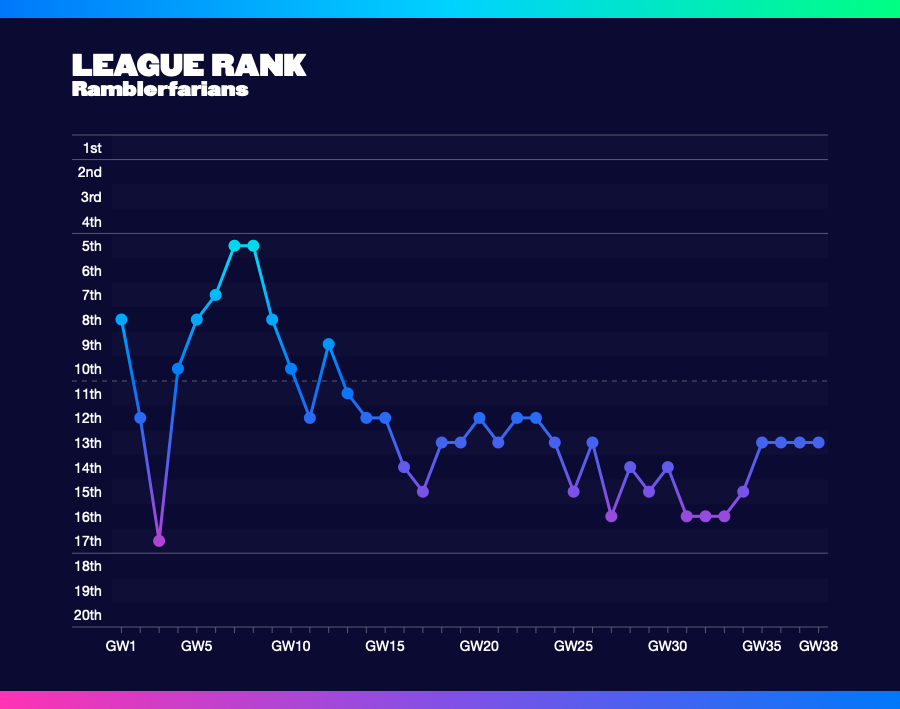 LEAGUE RANK
Ramblerfarians
1st
2nd
3rd
4th
5th
6th
7th
8th
9th
10th
11th
12th
13th
14th
15th
16th
17th
18th
19th
20th
GW1 GW5 GW10 GW15 GW20 GW25 GW30 GW35 GW38